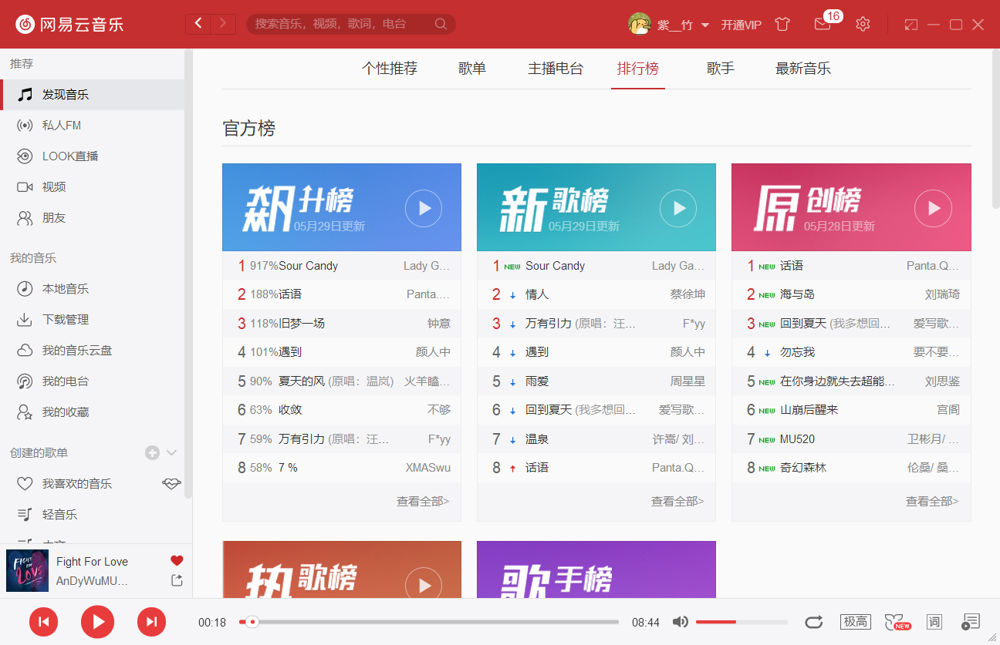 网易云音乐
搜索音乐，视频，歌词，电台
紫__竹
开通VIP
16
推荐
发现音乐
私人FM
LOOK直播
视频
朋友
我的音乐
本地音乐
下载管理
我的音乐云盘
我的电台
我的收藏
创建的歌单
我喜欢的音乐
轻音乐
个性推荐 歌单 主播电台 排行榜 歌手 最新音乐
官方榜
飙升榜
05月29日更新
1 917% Sour Candy Lady G...
2 188% 话语 Panta....
3 118% 旧梦一场 钟意
4 101% 遇到 颜人中
5 90% 夏天的风 (原唱：温岚) 火羊瞌...
6 63% 收敛 不够
7 59% 万有引力 (原唱：汪... F*yy
8 58% 7 % XMASwu
查看全部>
新歌榜
05月29日更新
1 NEW Sour Candy Lady Ga...
2 情人 蔡徐坤
3 万有引力 (原唱：汪... F*yy
4 遇到 颜人中
5 雨爱 周星星
6 回到夏天 (我多想回... 爱写歌...
7 温泉 许嵩/ 刘...
8 话语 Panta.Q...
查看全部>
原创榜
05月28日更新
1 NEW 话语 Panta.Q...
2 NEW 海与岛 刘瑞琦
3 NEW 回到夏天 (我多想回... 爱写歌...
4 勿忘我 要不要...
5 NEW 在你身边就失去超能... 刘思鉴
6 NEW 山崩后醒来 宫阁
7 NEW MU520 卫彬月/ ...
8 NEW 奇幻森林 伦桑/ 桑...
查看全部>
热歌榜
歌手榜
FIGHT FOR LOVE
Fight For Love
AnDyWuMU...
00:18
08:44
极高
NEW
词